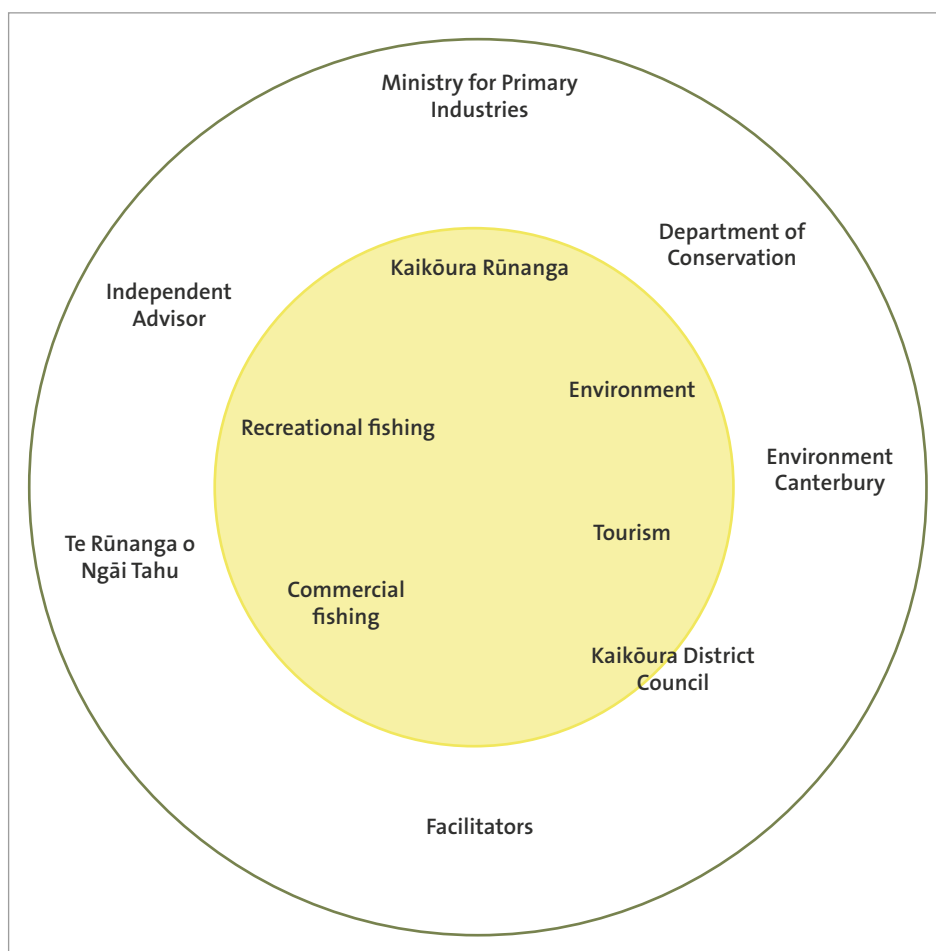 Ministry for Primary
Industries
Department of
Conservation
Kaikōura Rūnanga
Independent
Advisor
Environment
Recreational fishing
Environment
Canterbury
Tourism
Te Rūnanga o
Ngāi Tahu
Commercial
fishing
Kaikōura District
Council
Facilitators